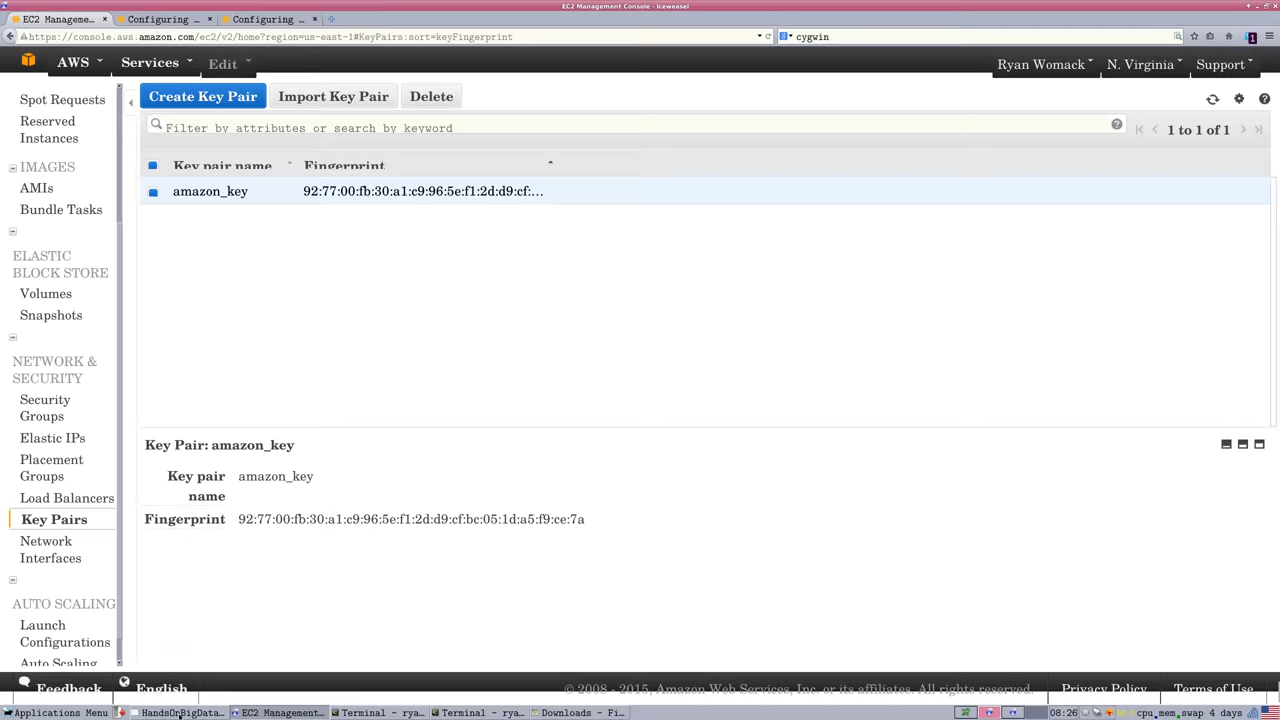 EC2 Management Console - Iceweasel
EC2 Manageme... × Configuring ... × Configuring ... ×
https://console.aws.amazon.com/ec2/v2/home?region=us-east-1#KeyPairs:sort=keyFingerprint
cygwin
1
AWS Services Edit Ryan Womack N. Virginia Support
Spot Requests
Reserved
Instances
IMAGES
AMIs
Bundle Tasks
ELASTIC
BLOCK STORE
Volumes
Snapshots
NETWORK &
SECURITY
Security
Groups
Elastic IPs
Placement
Groups
Load Balancers
Key Pairs
Network
Interfaces
AUTO SCALING
Launch
Configurations
Auto Scaling
Create Key Pair Import Key Pair Delete
Filter by attributes or search by keyword
1 to 1 of 1
Key pair name Fingerprint
amazon_key 92:77:00:fb:30:a1:c9:96:5e:f1:2d:d9:cf:...
Key Pair: amazon_key
Key pair amazon_key
name
Fingerprint 92:77:00:fb:30:a1:c9:96:5e:f1:2d:d9:cf:bc:05:1d:a5:f9:ce:7a
Feedback English © 2008 - 2015, Amazon Web Services, Inc. or its affiliates. All rights reserved. Privacy Policy Terms of Use
Applications Menu HandsOnBigData... EC2 Management... Terminal - rya... Terminal - rya... Downloads - Fi... 08:26 cpu mem swap 4 days